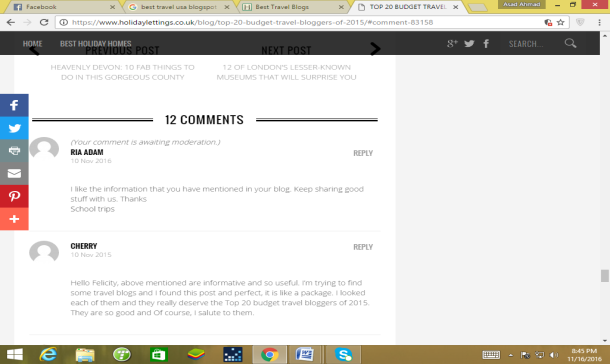 Facebook
best travel usa blogspo
Best Travel Blogs
TOP 20 BUDGET TRAVEL
Asad Ahmad
https://www.holidaylettings.co.uk/blog/top-20-budget-travel-bloggers-of-2015/#comment-83158
HOME BEST HOLIDAY HOMES SEARCH...
PREVIOUS POST NEXT POST
HEAVENLY DEVON: 10 FAB THINGS TO
DO IN THIS GORGEOUS COUNTY
12 OF LONDON'S LESSER-KNOWN
MUSEUMS THAT WILL SURPRISE YOU
12 COMMENTS
(Your comment is awaiting moderation.)
RIA ADAM REPLY
10 Nov 2016
I like the information that you have mentioned in your blog. Keep sharing good
stuff with us. Thanks
School trips
CHERRY REPLY
10 Nov 2015
Hello Felicity, above mentioned are informative and so useful. I'm trying to find
some travel blogs and i found this post and perfect, it is like a package. I looked
each of them and they really deserve the Top 20 budget travel bloggers of 2015.
They are so good and Of course, I salute to them.
8:45 PM
11/16/2016